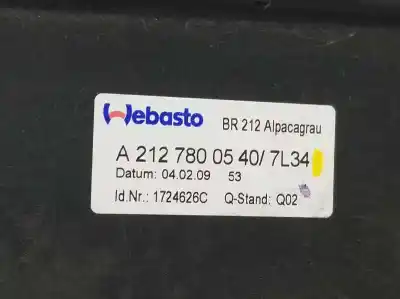 Webasto BR 212 Alpacagrau
A 212 780 05 40/ 7L34
Datum: 04.02.09 53
Id.Nr.: 1724626C Q-Stand: Q02